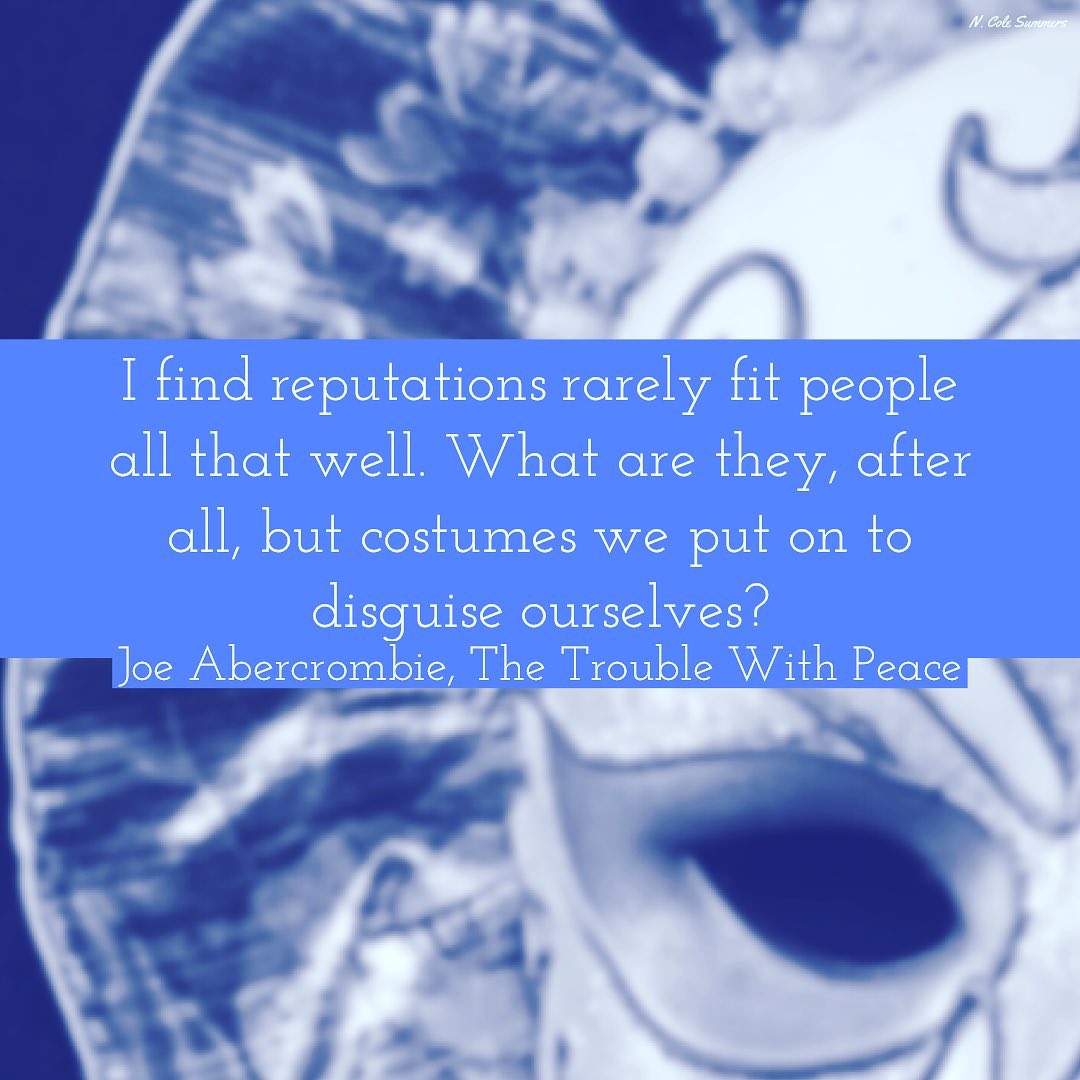 N. Cole Summers
I find reputations rarely fit people
all that well. What are they, after
all, but costumes we put on to
disguise ourselves?
Joe Abercrombie, The Trouble With Peace